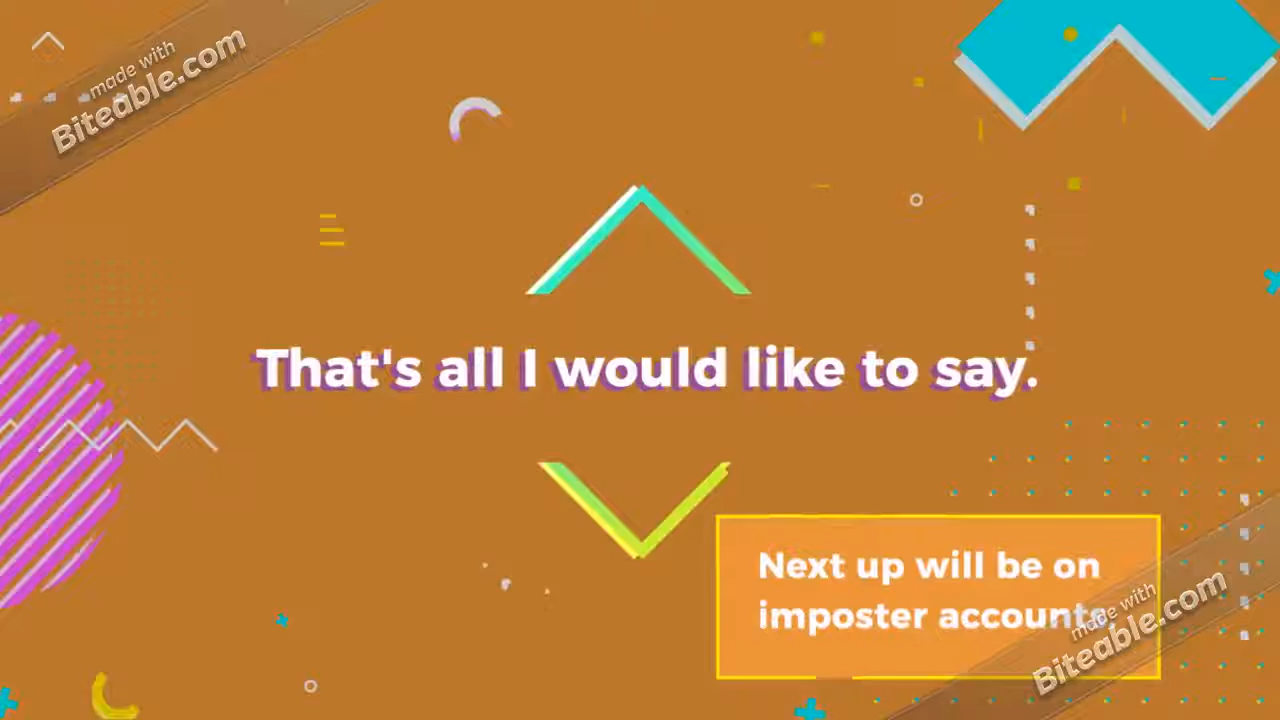 made with
Biteable.com
That's all I would like to say.
Next up will be on
imposter accounts.
made with
Biteable.com